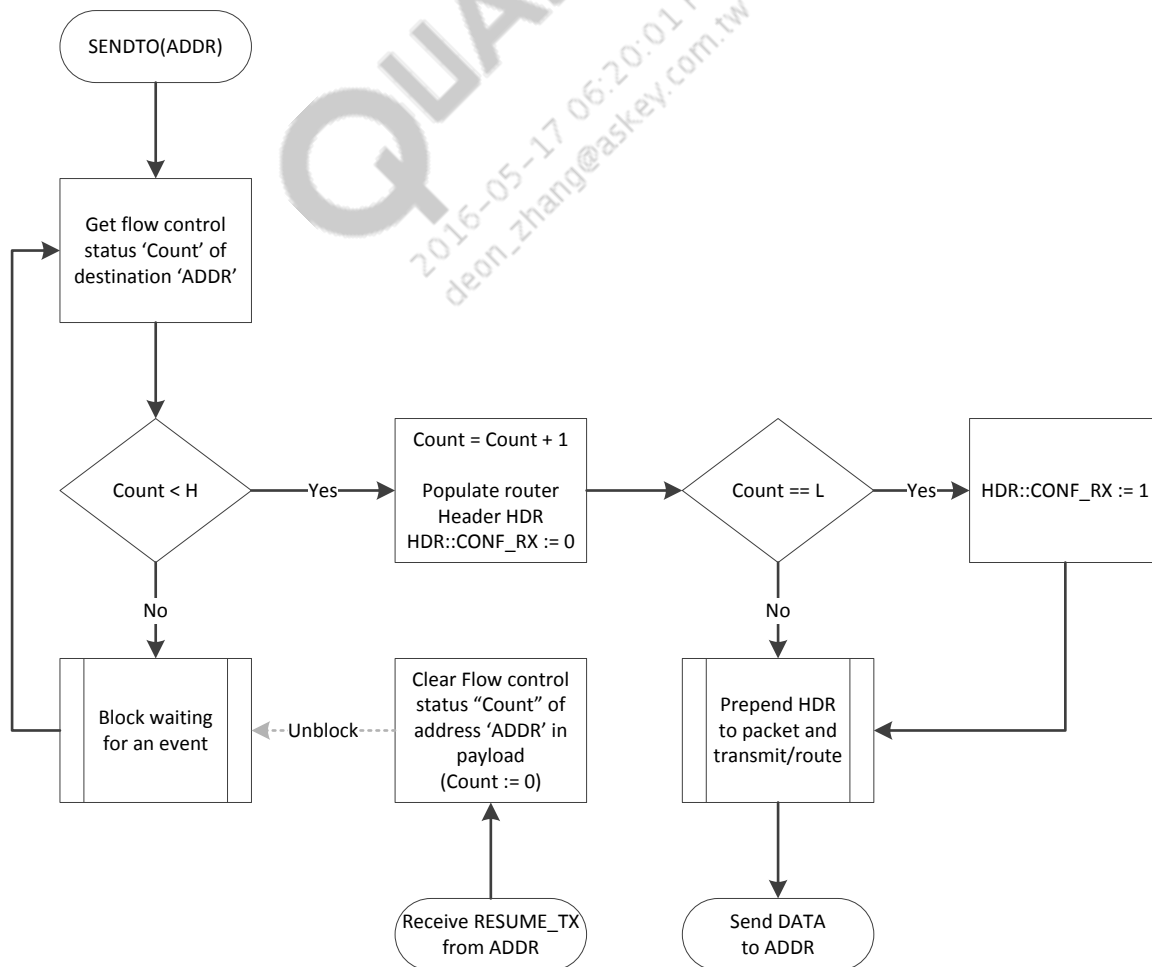 SENDTO(ADDR)
2016-05-17 06:20:01
deon_zhang@askey.com.tw
Get flow control
status ‘Count’ of
destination ‘ADDR’
Count < H
Yes
Count = Count + 1
Populate router
Header HDR
HDR::CONF_RX := 0
Count == L
Yes
HDR::CONF_RX := 1
No
No
Block waiting
for an event
Unblock
Clear Flow control
status “Count” of
address ‘ADDR’ in
payload
(Count := 0)
Prepend HDR
to packet and
transmit/route
Receive RESUME_TX
from ADDR
Send DATA
to ADDR